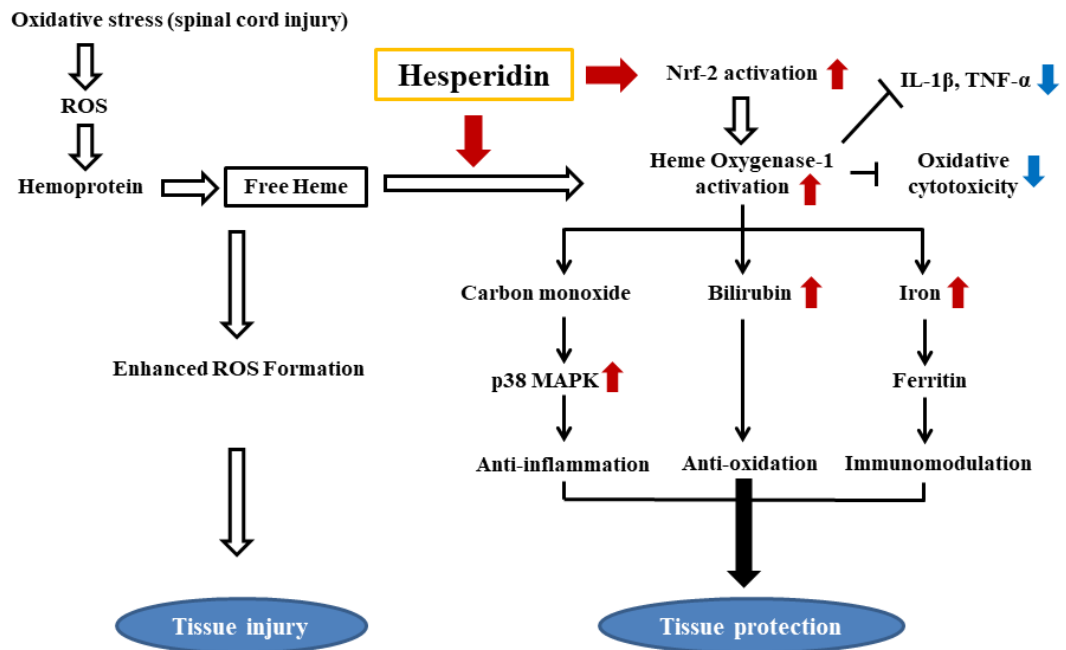 Oxidative stress (spinal cord injury)
ROS
Hemoprotein
Free Heme
Enhanced ROS Formation
Tissue injury
Hesperidin
Nrf-2 activation
IL-1β, TNF-α
Heme Oxygenase-1
activation
Oxidative
cytotoxicity
Carbon monoxide
Bilirubin
Iron
p38 MAPK
Ferritin
Anti-inflammation
Anti-oxidation
Immunomodulation
Tissue protection